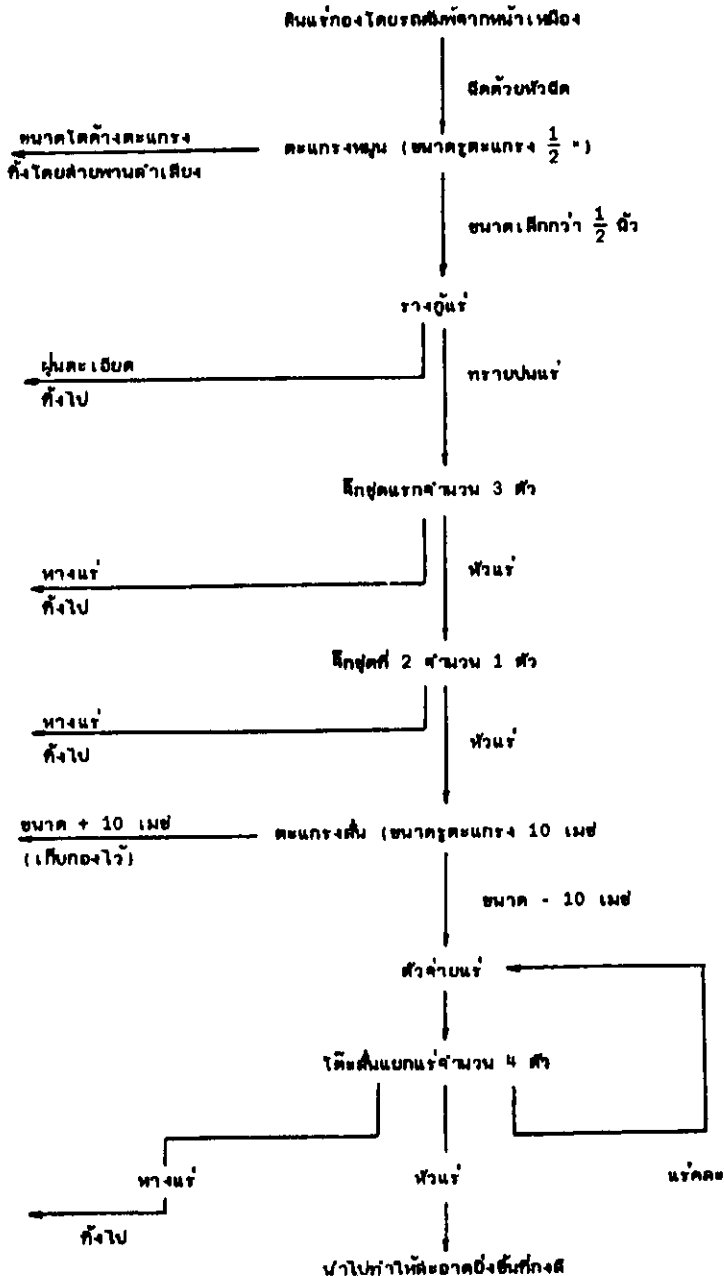 ดินแร่กองโดยรถดัมพ์จากหน้าเหมือง
ฉีดด้วยหัวฉีด
ขนาดโตค้างตะแกรง
ทิ้งโดยสายพานลำเลียง
ตะแกรงหมุน (ขนาดรูตะแกรง 1/2 ")
ขนาดเล็กกว่า 1/2 นิ้ว
รางกู้แร่
ฝุ่นละเอียด
ทิ้งไป
ทรายปนแร่
จิ๊กชุดแรกจำนวน 3 ตัว
หางแร่
ทิ้งไป
หัวแร่
จิ๊กชุดที่ 2 จำนวน 1 ตัว
หางแร่
ทิ้งไป
หัวแร่
ขนาด + 10 เมช
(เก็บกองไว้)
ตะแกรงสั่น (ขนาดรูตะแกรง 10 เมช
ขนาด - 10 เมช
ตัวจ่ายแร่
โต๊ะสั่นแยกแร่จำนวน 4 ตัว
หางแร่
หัวแร่
แร่คละ
ทิ้งไป
นำไปทำให้สะอาดยิ่งขึ้นที่กงสี